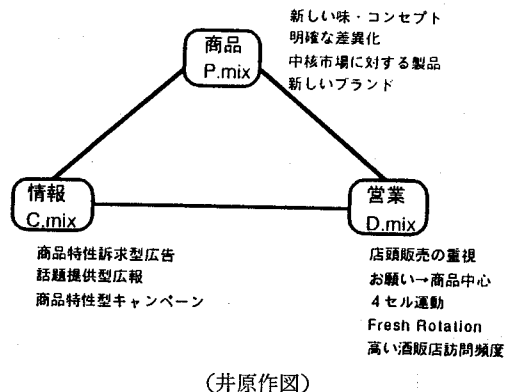 商品
P.mix
新しい味・コンセプト
明確な差異化
中核市場に対する製品
新しいブランド
情報
C.mix
商品特性訴求型広告
話題提供型広報
商品特性型キャンペーン
営業
D.mix
店頭販売の重視
お願い→商品中心
4セル運動
Fresh Rotation
高い酒販店訪問頻度
(井原作図)